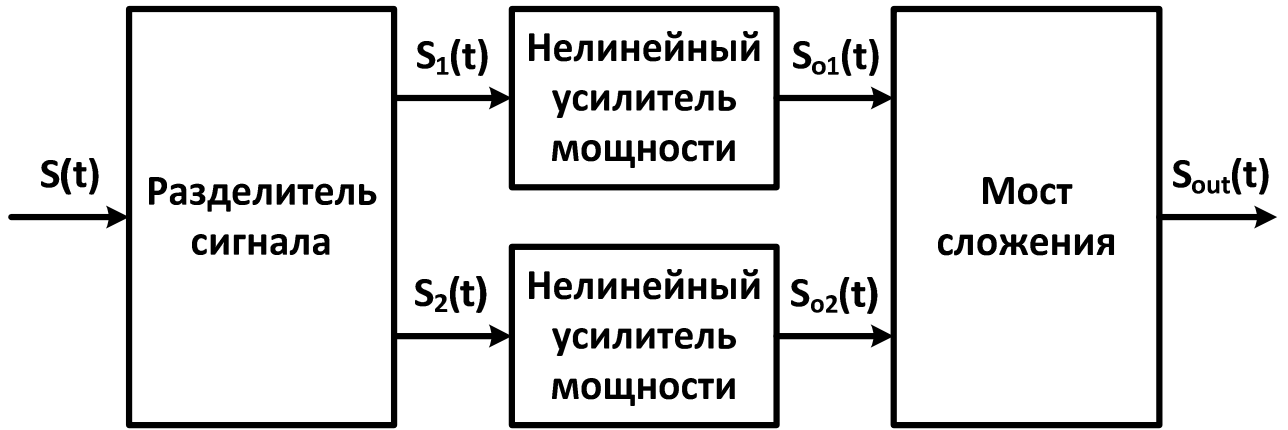 S(t)
Разделитель
сигнала
S₁(t)
Нелинейный
усилитель
мощности
Sₒ₁(t)
S₂(t)
Нелинейный
усилитель
мощности
Sₒ₂(t)
Мост
сложения
Sₒᵤₜ(t)